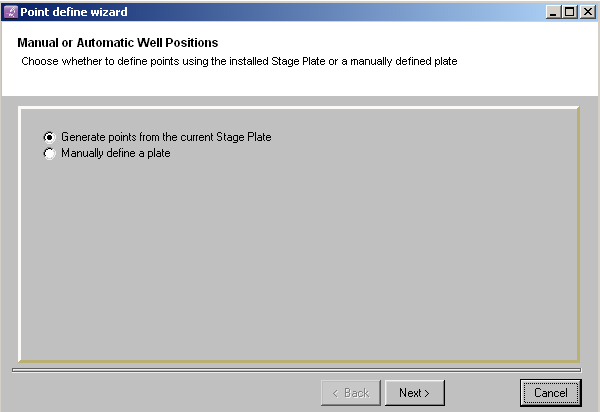 Point define wizard
Manual or Automatic Well Positions
Choose whether to define points using the installed Stage Plate or a manually defined plate
Generate points from the current Stage Plate
Manually define a plate
< Back
Next >
Cancel